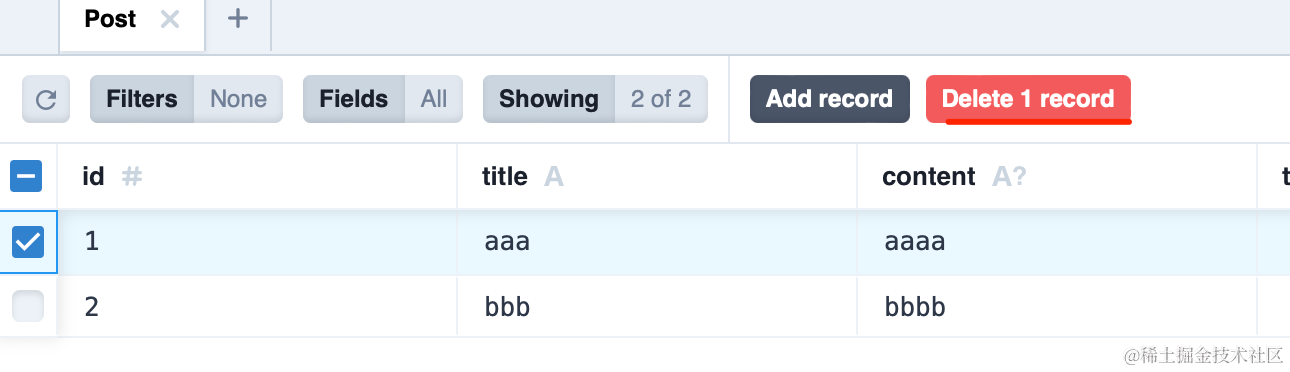 Post
Filters None Fields All Showing 2 of 2 Add record Delete 1 record
id # title A content A? t
1 aaa aaaa
2 bbb bbbb
@稀土掘金技术社区